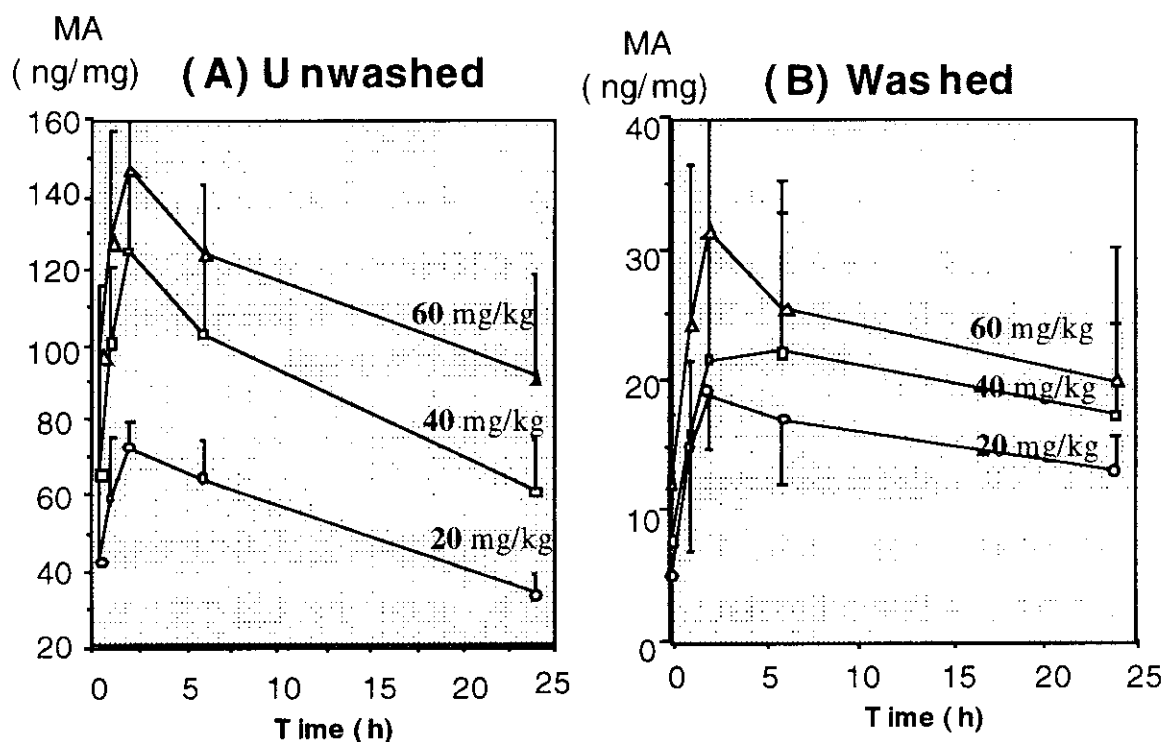 MA
( ng/mg)
(A) Unwashed
160
140
120
100
80
60
40
20
60 mg/kg
40 mg/kg
20 mg/kg
0 5 10 15 20 25
Time (h)
MA
( ng/mg)
(B) Washed
40
30
20
10
0
60 mg/kg
40 mg/kg
20 mg/kg
0 5 10 15 20 25
Time (h)